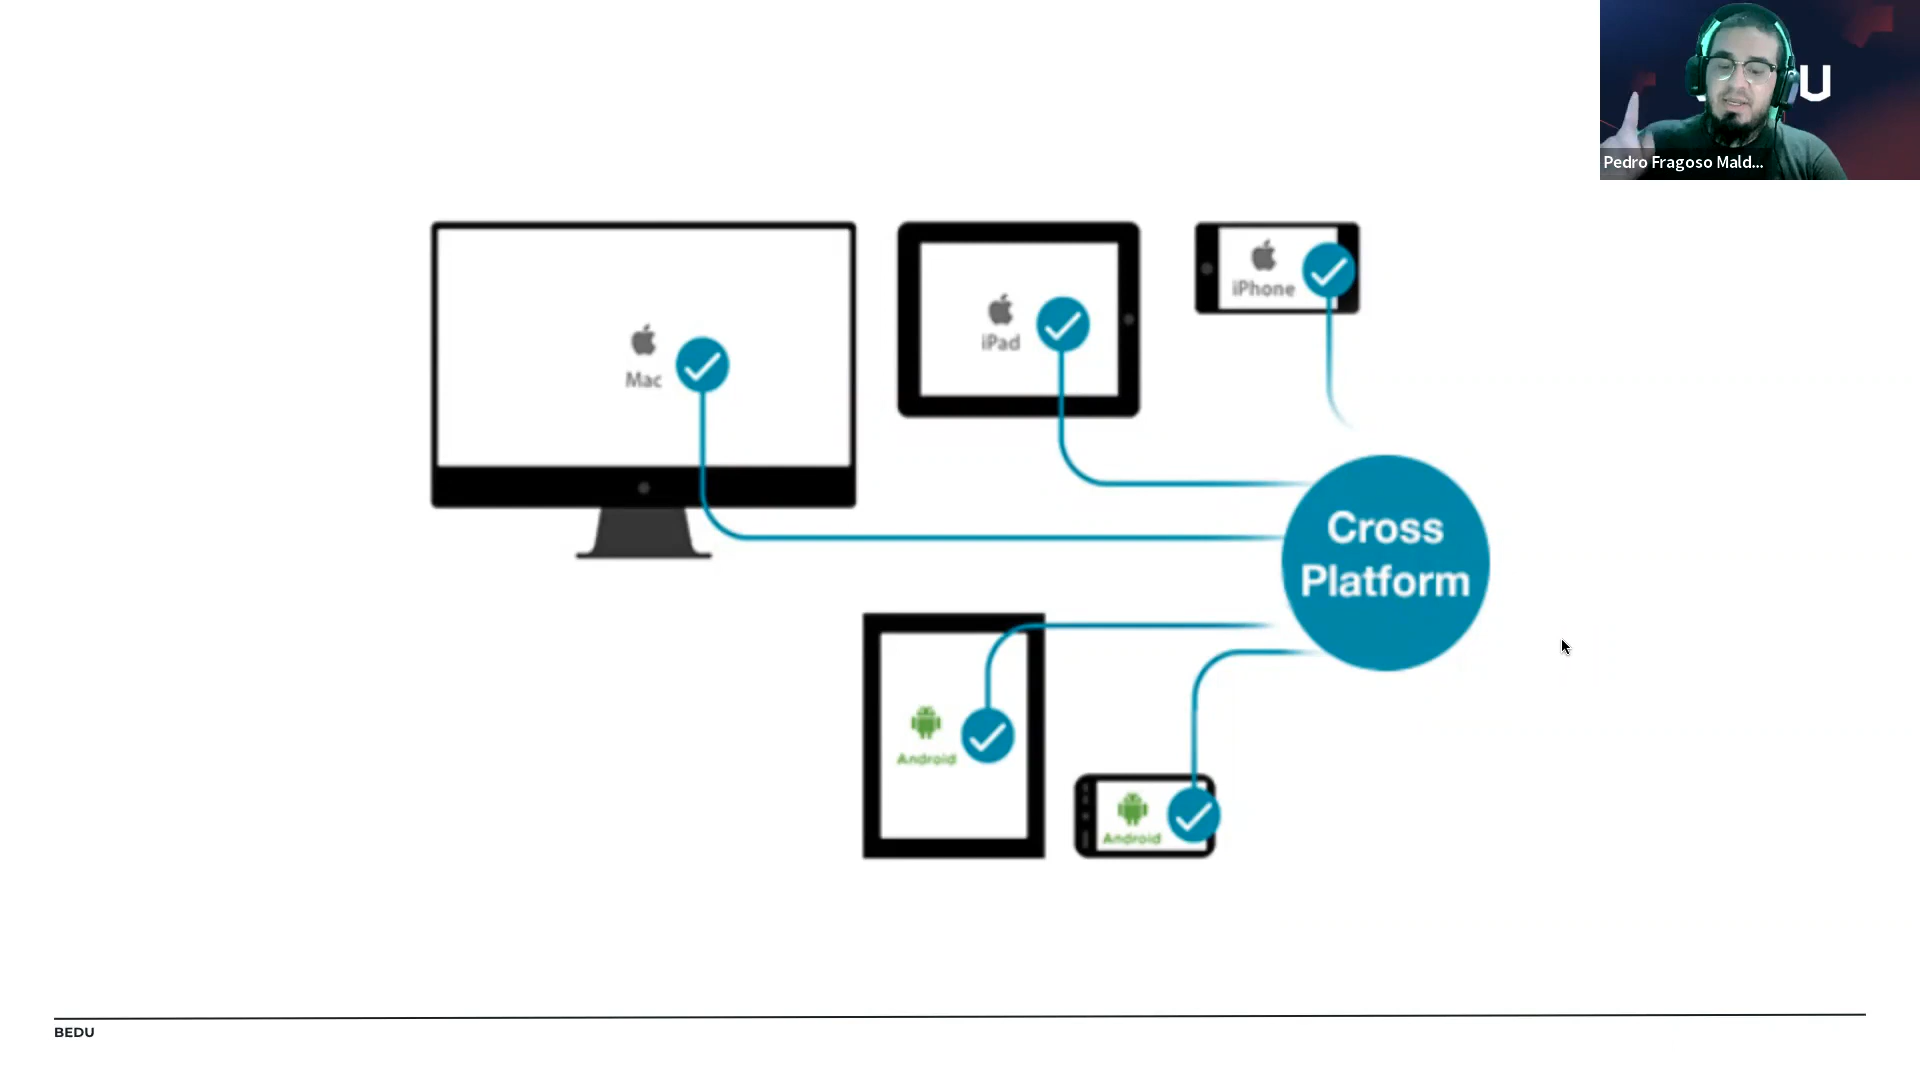 U
Pedro Fragoso Mald...
iPhone
iPad
Mac
Cross
Platform
Android
Android
BEDU